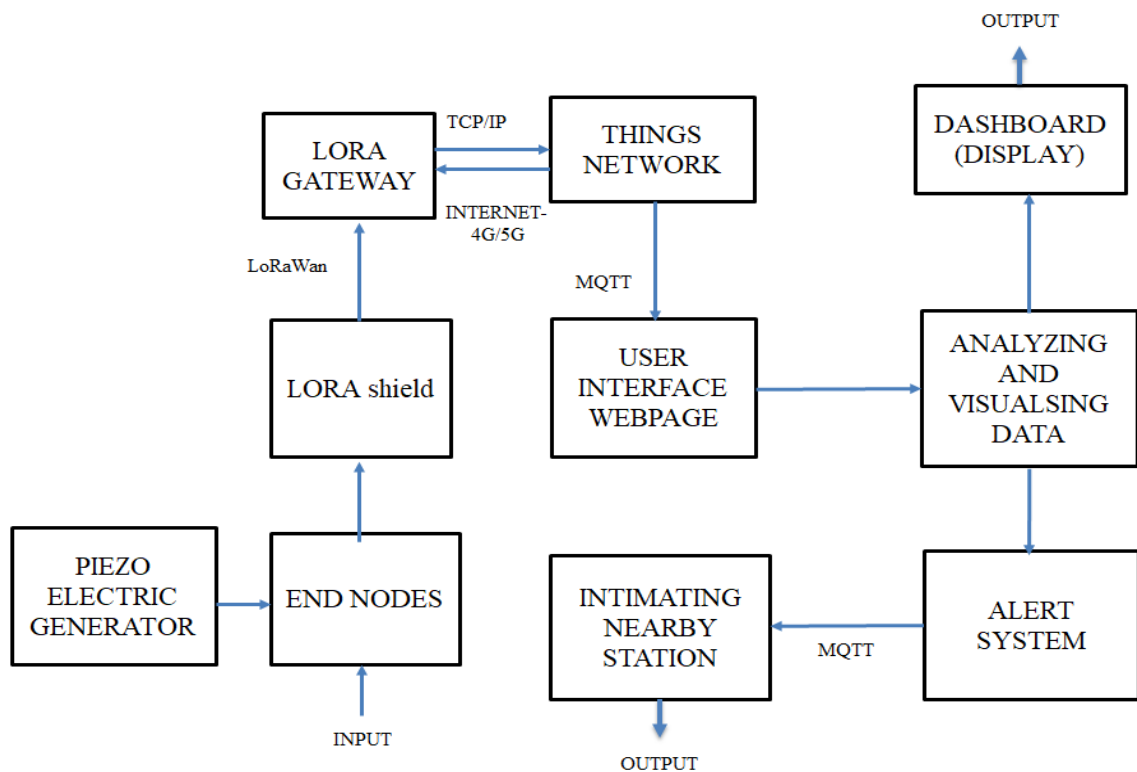 OUTPUT
DASHBOARD
(DISPLAY)
TCP/IP
LORA
GATEWAY
THINGS
NETWORK
INTERNET-
4G/5G
LoRaWan
MQTT
LORA shield
USER
INTERFACE
WEBPAGE
ANALYZING
AND
VISUALSING
DATA
PIEZO
ELECTRIC
GENERATOR
END NODES
INTIMATING
NEARBY
STATION
MQTT
ALERT
SYSTEM
INPUT
OUTPUT